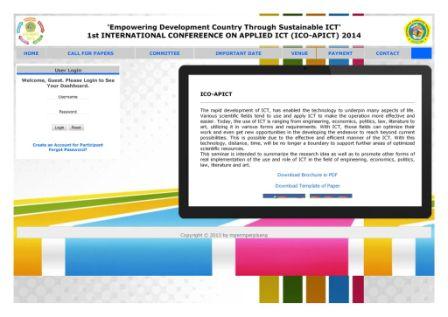 'Empowering Development Country Through Sustainable ICT'
1st INTERNATIONAL CONFEREENCE ON APPLIED ICT (ICO-APICT) 2014
HOME CALL FOR PAPERS COMMITTEE IMPORTANT DATE VENUE PAYMENT CONTACT
User Login
Welcome, Guest. Please Login to See
Your Dashboard.
Username
Password
Login Reset
Create an Account for Participant
Forgot Password?
ICO-APICT
The rapid development of ICT, has enabled the technology to underpon many aspects of life.
Various scientific fields tend to use and apply ICT to make the operation more effective and
easier. Today, the use of ICT is ranging from engineering, economics, politics, law, literature to
art, utilizing it in various forms and requirements. With ICT, those fields can optimize their
work and even get new opportunities in the developing the endeavor to reach beyond current
possibilities. This is possible due to the effective and efficient manner of the ICT. With this
technology, distance, time, will be no longer a boundary to support further areas of optimized
scientific resources.
This seminar is intended to summarize the research idea as well as to promote other forms of
real implementation of the use and role of ICT in the field of engineering, economics, politics,
law, literature and art.
Download Brochure in PDF
Download Template of Paper
Copyright © 2013 by